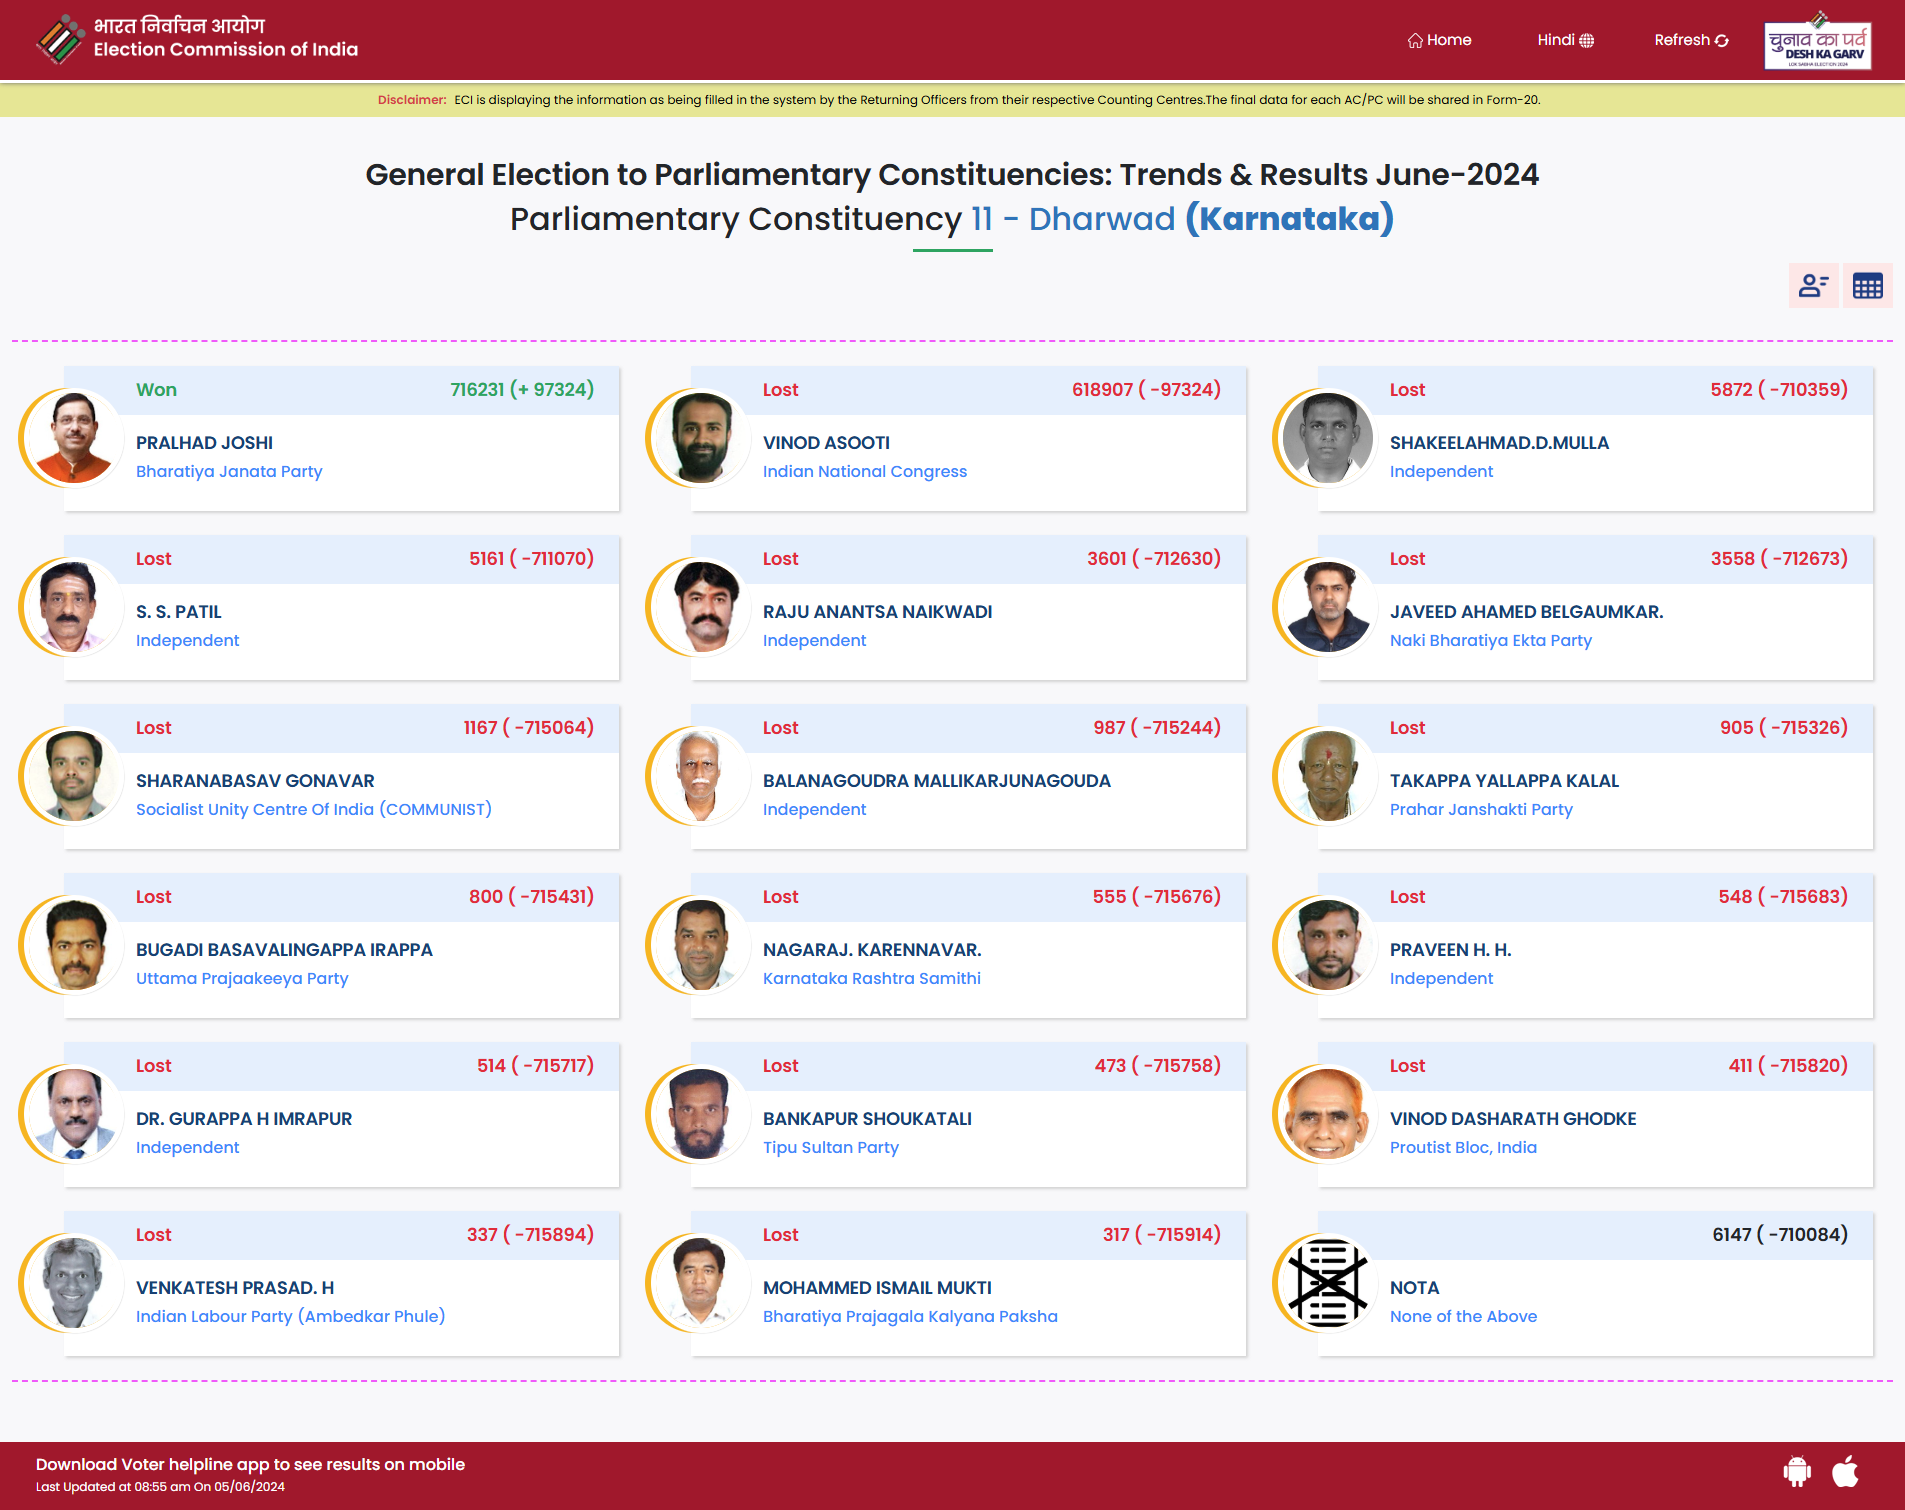 भारत निर्वाचन आयोग
Election Commission of India
Home
Hindi
Refresh
चुनाव का पर्व
DESH KA GARV
LOK SABHA ELECTION 2024
Disclaimer: ECI is displaying the information as being filled in the system by the Returning Officers from their respective Counting Centres.The final data for each AC/PC will be shared in Form-20.
General Election to Parliamentary Constituencies: Trends & Results June-2024
Parliamentary Constituency 11 - Dharwad (Karnataka)
Won 716231 (+ 97324)
PRALHAD JOSHI
Bharatiya Janata Party
Lost 618907 ( -97324)
VINOD ASOOTI
Indian National Congress
Lost 5872 ( -710359)
SHAKEELAHMAD.D.MULLA
Independent
Lost 5161 ( -711070)
S. S. PATIL
Independent
Lost 3601 ( -712630)
RAJU ANANTSA NAIKWADI
Independent
Lost 3558 ( -712673)
JAVEED AHAMED BELGAUMKAR.
Naki Bharatiya Ekta Party
Lost 1167 ( -715064)
SHARANABASAV GONAVAR
Socialist Unity Centre Of India (COMMUNIST)
Lost 987 ( -715244)
BALANAGOUDRA MALLIKARJUNAGOUDA
Independent
Lost 905 ( -715326)
TAKAPPA YALLAPPA KALAL
Prahar Janshakti Party
Lost 800 ( -715431)
BUGADI BASAVALINGAPPA IRAPPA
Uttama Prajaakeeya Party
Lost 555 ( -715676)
NAGARAJ. KARENNAVAR.
Karnataka Rashtra Samithi
Lost 548 ( -715683)
PRAVEEN H. H.
Independent
Lost 514 ( -715717)
DR. GURAPPA H IMRAPUR
Independent
Lost 473 ( -715758)
BANKAPUR SHOUKATALI
Tipu Sultan Party
Lost 411 ( -715820)
VINOD DASHARATH GHODKE
Proutist Bloc, India
Lost 337 ( -715894)
VENKATESH PRASAD. H
Indian Labour Party (Ambedkar Phule)
Lost 317 ( -715914)
MOHAMMED ISMAIL MUKTI
Bharatiya Prajagala Kalyana Paksha
6147 ( -710084)
NOTA
None of the Above
Download Voter helpline app to see results on mobile
Last Updated at 08:55 am On 05/06/2024